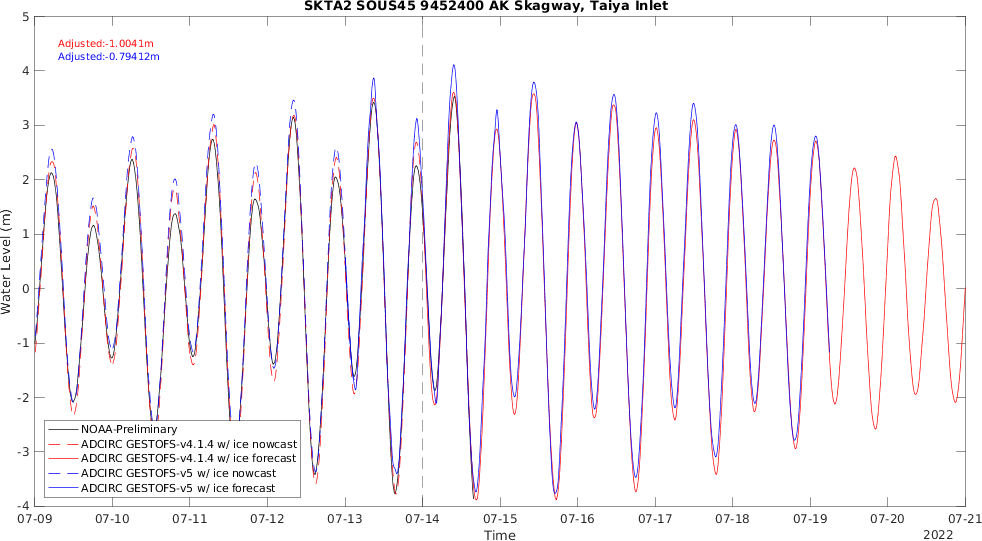 SKTA2 SOUS45 9452400 AK Skagway, Taiya Inlet
Adjusted:-1.0041m
Adjusted:-0.79412m
5
4
3
2
1
0
-1
-2
-3
-4
Water Level (m)
NOAA-Preliminary
ADCIRC GESTOFS-v4.1.4 w/ ice nowcast
ADCIRC GESTOFS-v4.1.4 w/ ice forecast
ADCIRC GESTOFS-v5 w/ ice nowcast
ADCIRC GESTOFS-v5 w/ ice forecast
07-09 07-10 07-11 07-12 07-13 07-14 07-15 07-16 07-17 07-18 07-19 07-20 07-21
Time
2022